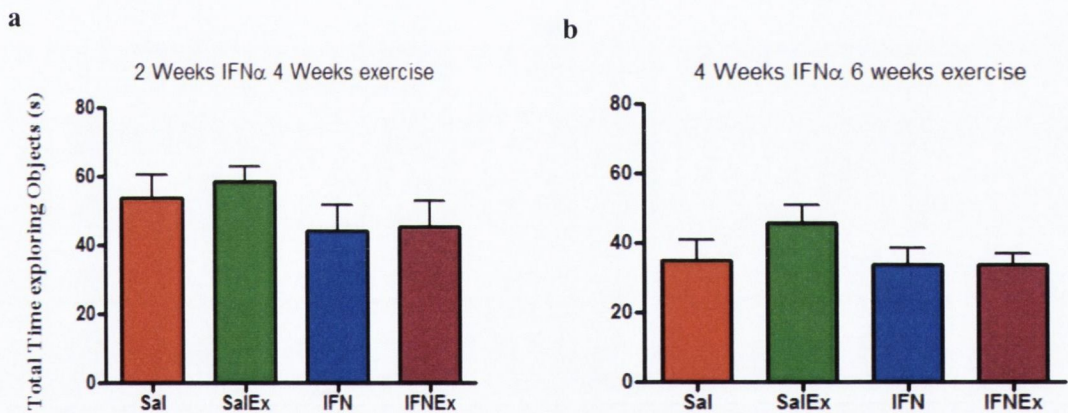 a
2 Weeks IFNα 4 Weeks exercise
Total Time exploring Objects (s)
80
60
40
20
0
Sal SalEx IFN IFNEx
b
4 Weeks IFNα 6 weeks exercise
80
60
40
20
0
Sal SalEx IFN IFNEx